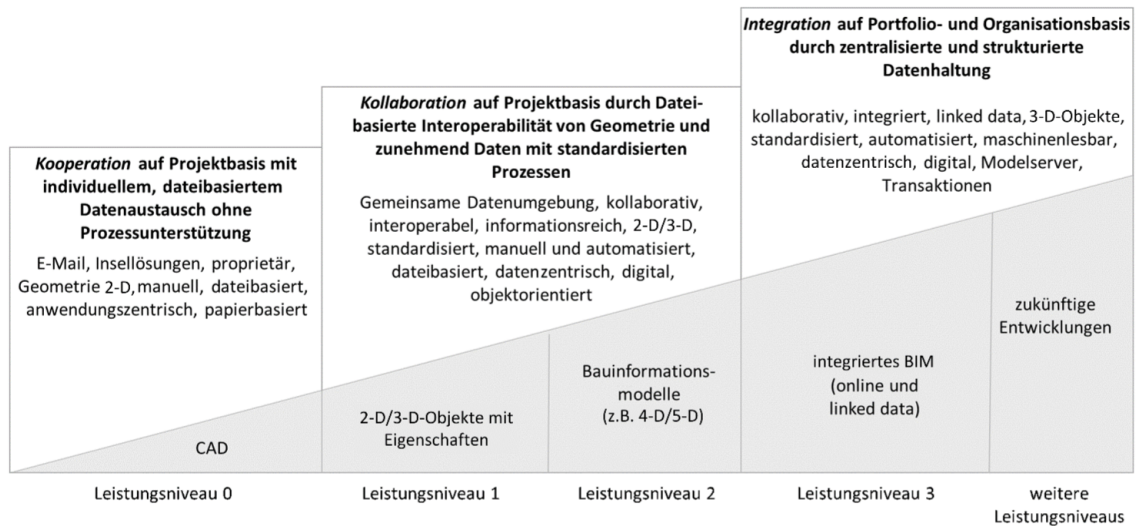 Integration auf Portfolio- und Organisationsbasis
durch zentralisierte und strukturierte
Datenhaltung
kollaborativ, integriert, linked data, 3-D-Objekte,
standardisiert, automatisiert, maschinenlesbar,
datenzentrisch, digital, Modelserver,
Transaktionen
Kollaboration auf Projektbasis durch Datei-
basierte Interoperabilität von Geometrie und
zunehmend Daten mit standardisierten
Prozessen
Gemeinsame Datenumgebung, kollaborativ,
interoperabel, informationsreich, 2-D/3-D,
standardisiert, manuell und automatisiert,
dateibasiert, datenzentrisch, digital,
objektorientiert
Kooperation auf Projektbasis mit
individuellem, dateibasiertem
Datenaustausch ohne
Prozessunterstützung
E-Mail, Insellösungen, proprietär,
Geometrie 2-D, manuell, dateibasiert,
anwendungszentrisch, papierbasiert
CAD
2-D/3-D-Objekte mit
Eigenschaften
Bauinformations-
modelle
(z.B. 4-D/5-D)
integriertes BIM
(online und
linked data)
zukünftige
Entwicklungen
Leistungsniveau 0
Leistungsniveau 1
Leistungsniveau 2
Leistungsniveau 3
weitere
Leistungsniveaus